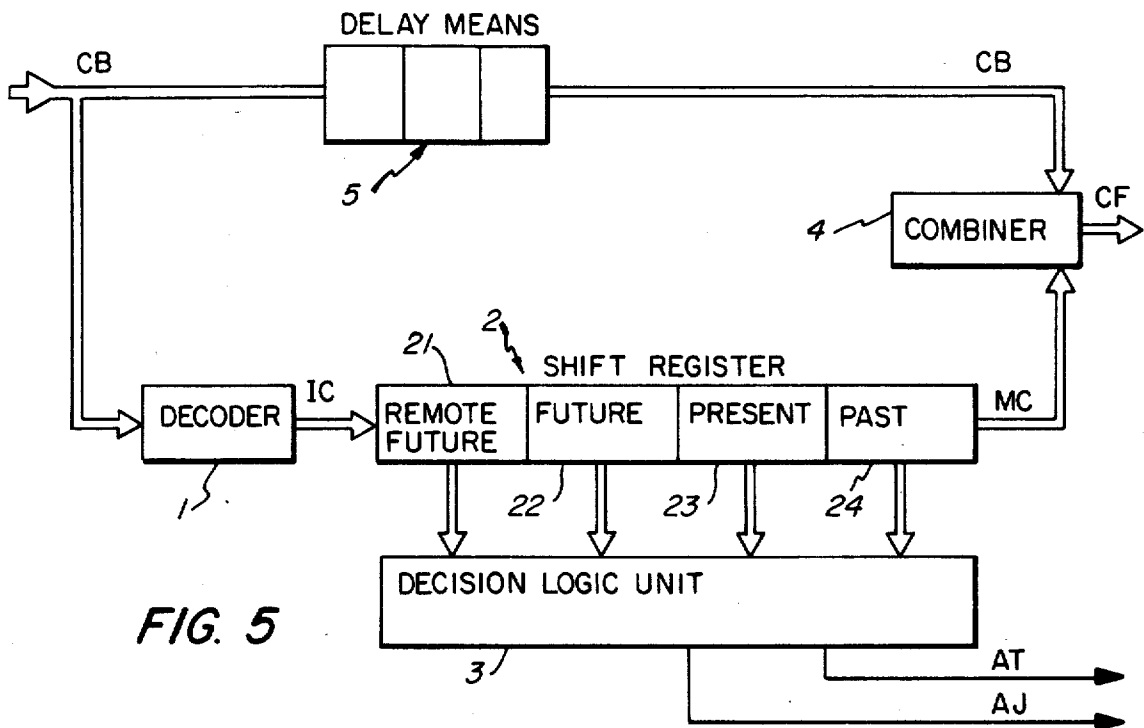 DELAY MEANS
CB
CB
5
4
COMBINER
CF
2
21
SHIFT REGISTER
DECODER
IC
REMOTE FUTURE
FUTURE
PRESENT
PAST
MC
1
22
23
24
DECISION LOGIC UNIT
FIG. 5
3
AT
AJ